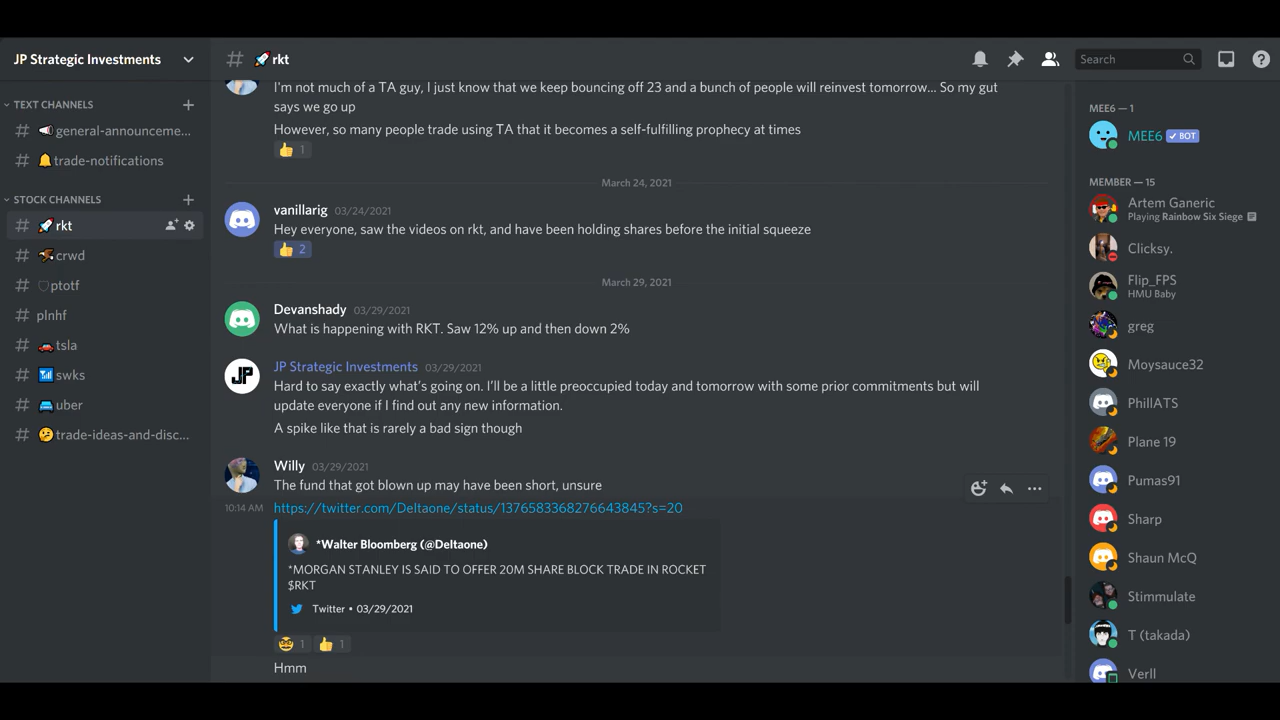 JP Strategic Investments
TEXT CHANNELS
general-announceme...
trade-notifications
STOCK CHANNELS
rkt
crwd
ptotf
plnhf
tsla
swks
uber
trade-ideas-and-disc...
rkt
Search
I'm not much of a TA guy, I just know that we keep bouncing off 23 and a bunch of people will reinvest tomorrow... So my gut
says we go up
However, so many people trade using TA that it becomes a self-fulfilling prophecy at times
1
March 24, 2021
vanillarig 03/24/2021
Hey everyone, saw the videos on rkt, and have been holding shares before the initial squeeze
2
March 29, 2021
Devanshady 03/29/2021
What is happening with RKT. Saw 12% up and then down 2%
JP
JP Strategic Investments 03/29/2021
Hard to say exactly what's going on. I'll be a little preoccupied today and tomorrow with some prior commitments but will
update everyone if I find out any new information.
A spike like that is rarely a bad sign though
Willy 03/29/2021
The fund that got blown up may have been short, unsure
10:14 AM https://twitter.com/Deltaone/status/1376583368276643845?s=20
*Walter Bloomberg (@Deltaone)
*MORGAN STANLEY IS SAID TO OFFER 20M SHARE BLOCK TRADE IN ROCKET
$RKT
Twitter • 03/29/2021
1 1
Hmm
MEE6 — 1
MEE6 BOT
MEMBER — 15
Artem Ganeric
Playing Rainbow Six Siege
Clicksy.
Flip_FPS
HMU Baby
greg
Moysauce32
PhillATS
Plane 19
Pumas91
Sharp
Shaun McQ
Stimmulate
T (takada)
Verll